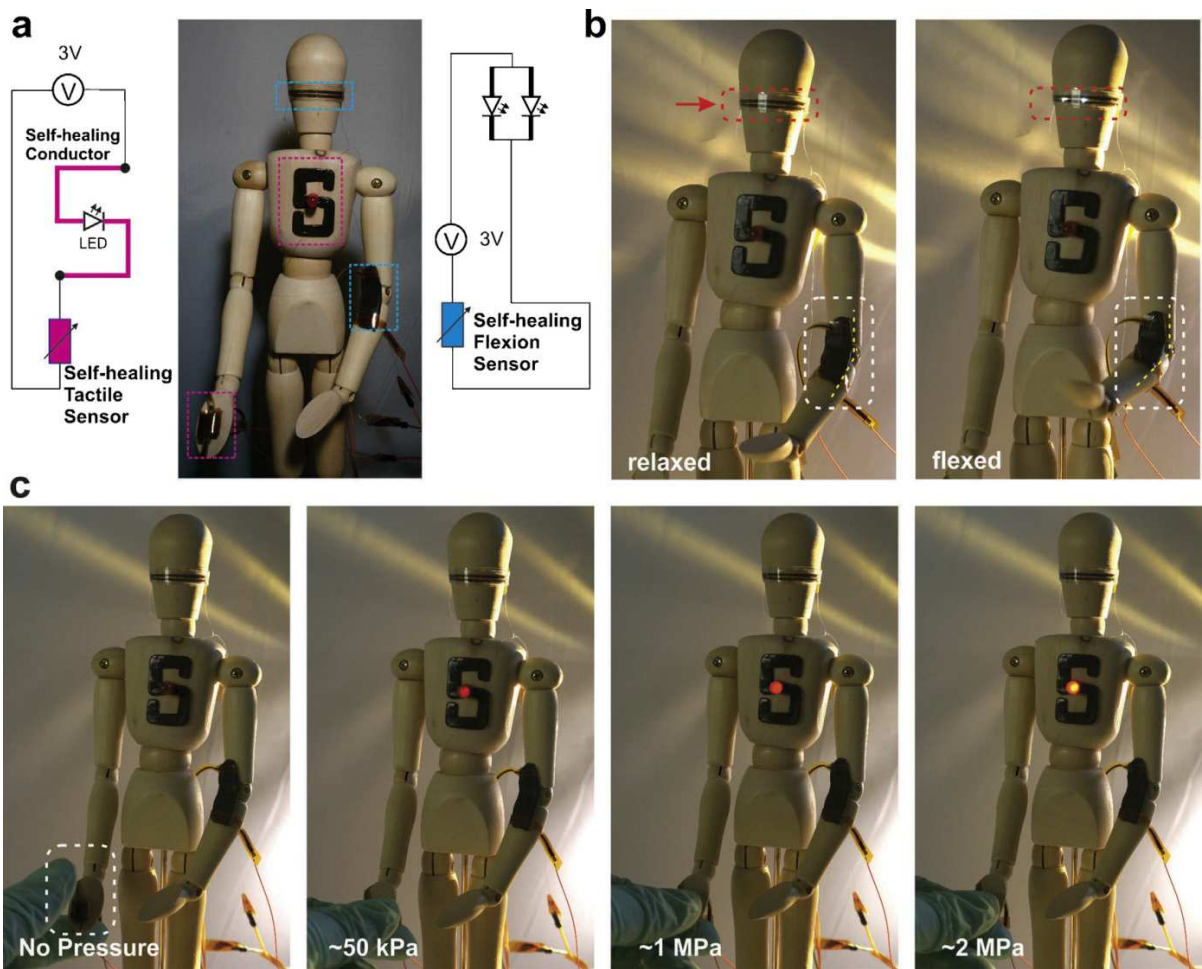 a
3V
V
Self-healing
Conductor
LED
Self-healing
Tactile
Sensor
S
V
3V
Self-healing
Flexion
Sensor
b
S
relaxed
S
flexed
c
S
No Pressure
S
~50 kPa
S
~1 MPa
S
~2 MPa